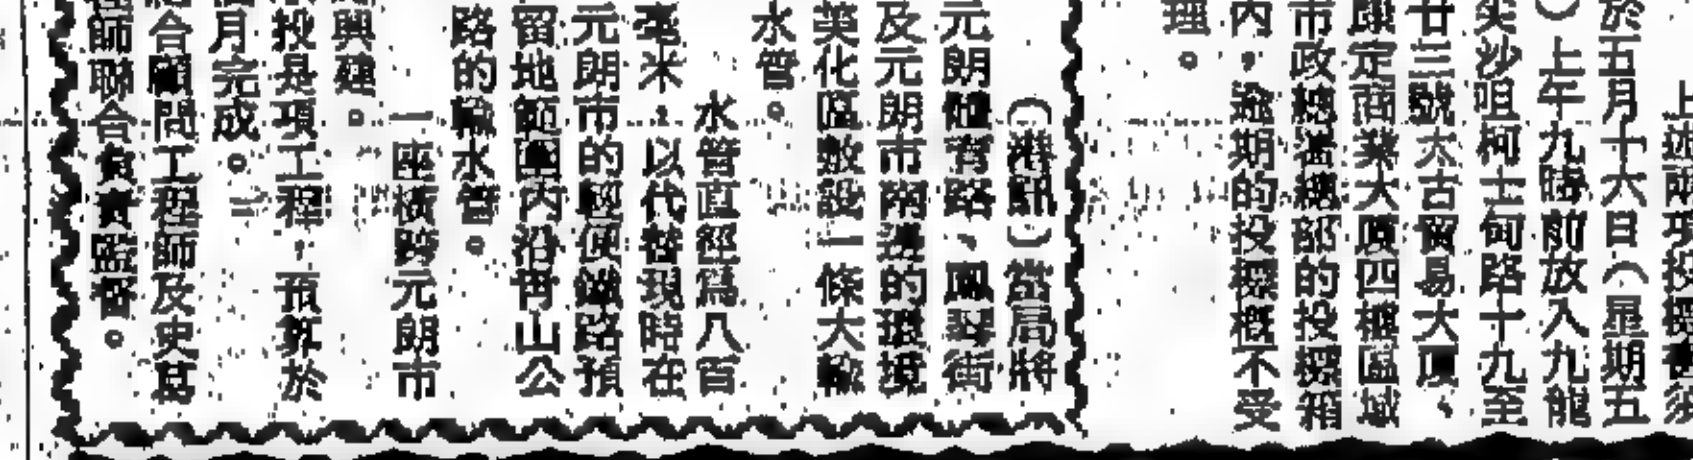 上述兩項投標書須
於五月十六日（星期五
）上午九時前放入九龍
尖沙咀柯士甸路十九至
廿三號太古貿易大廈、
康定商業大廈四樓區域
市政總署總部的投標箱
內，逾期的投標概不受
理。
（港訊）當局將
元朗體育路、鳳琴街
及元朗市南邊的環境
美化區敷設一條大輸
水管。
水管直徑爲八百
毫米，以代替現時在
元朗市的輕便鐵路預
留地範圍內沿青山公
路的輸水管。
一座橫跨元朗市
興建。
投是項工程，預算於
個月完成。
合顧問工程師及史葛
程師聯合負責監督。